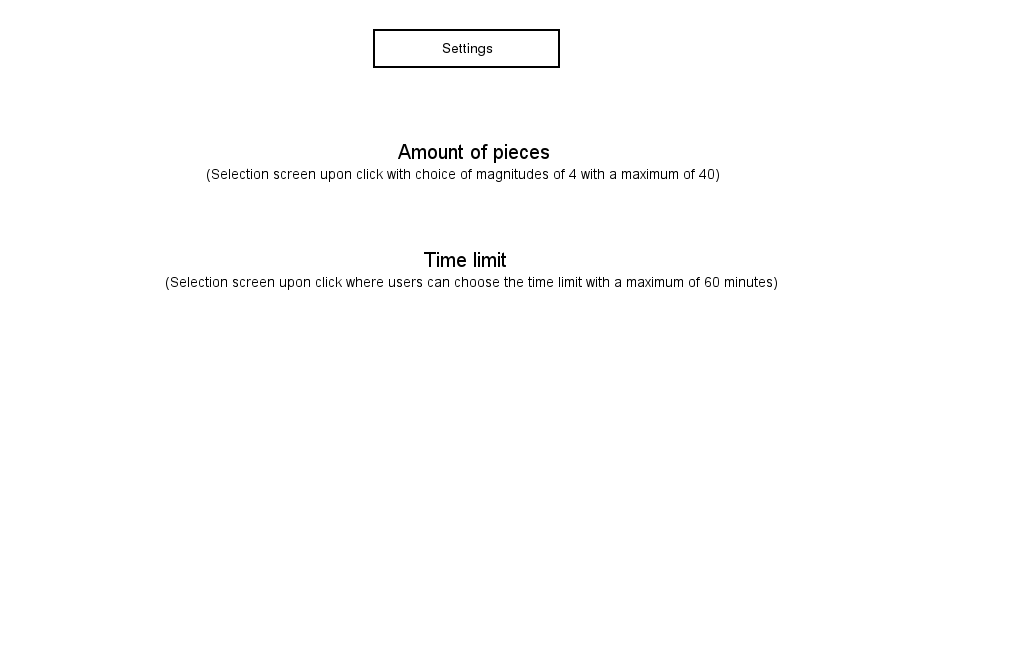 Settings
Amount of pieces
(Selection screen upon click with choice of magnitudes of 4 with a maximum of 40)
Time limit
(Selection screen upon click where users can choose the time limit with a maximum of 60 minutes)